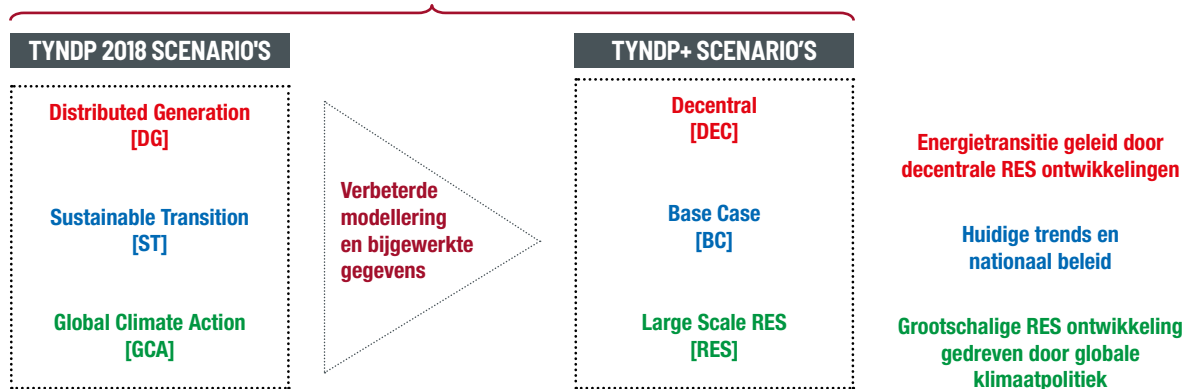 TYNDP 2018 SCENARIO'S
Distributed Generation
[DG]
Sustainable Transition
[ST]
Global Climate Action
[GCA]
Verbeterde
modellering
en bijgewerkte
gegevens
TYNDP+ SCENARIO’S
Decentral
[DEC]
Base Case
[BC]
Large Scale RES
[RES]
Energietransitie geleid door
decentrale RES ontwikkelingen
Huidige trends en
nationaal beleid
Grootschalige RES ontwikkeling
gedreven door globale
klimaatpolitiek